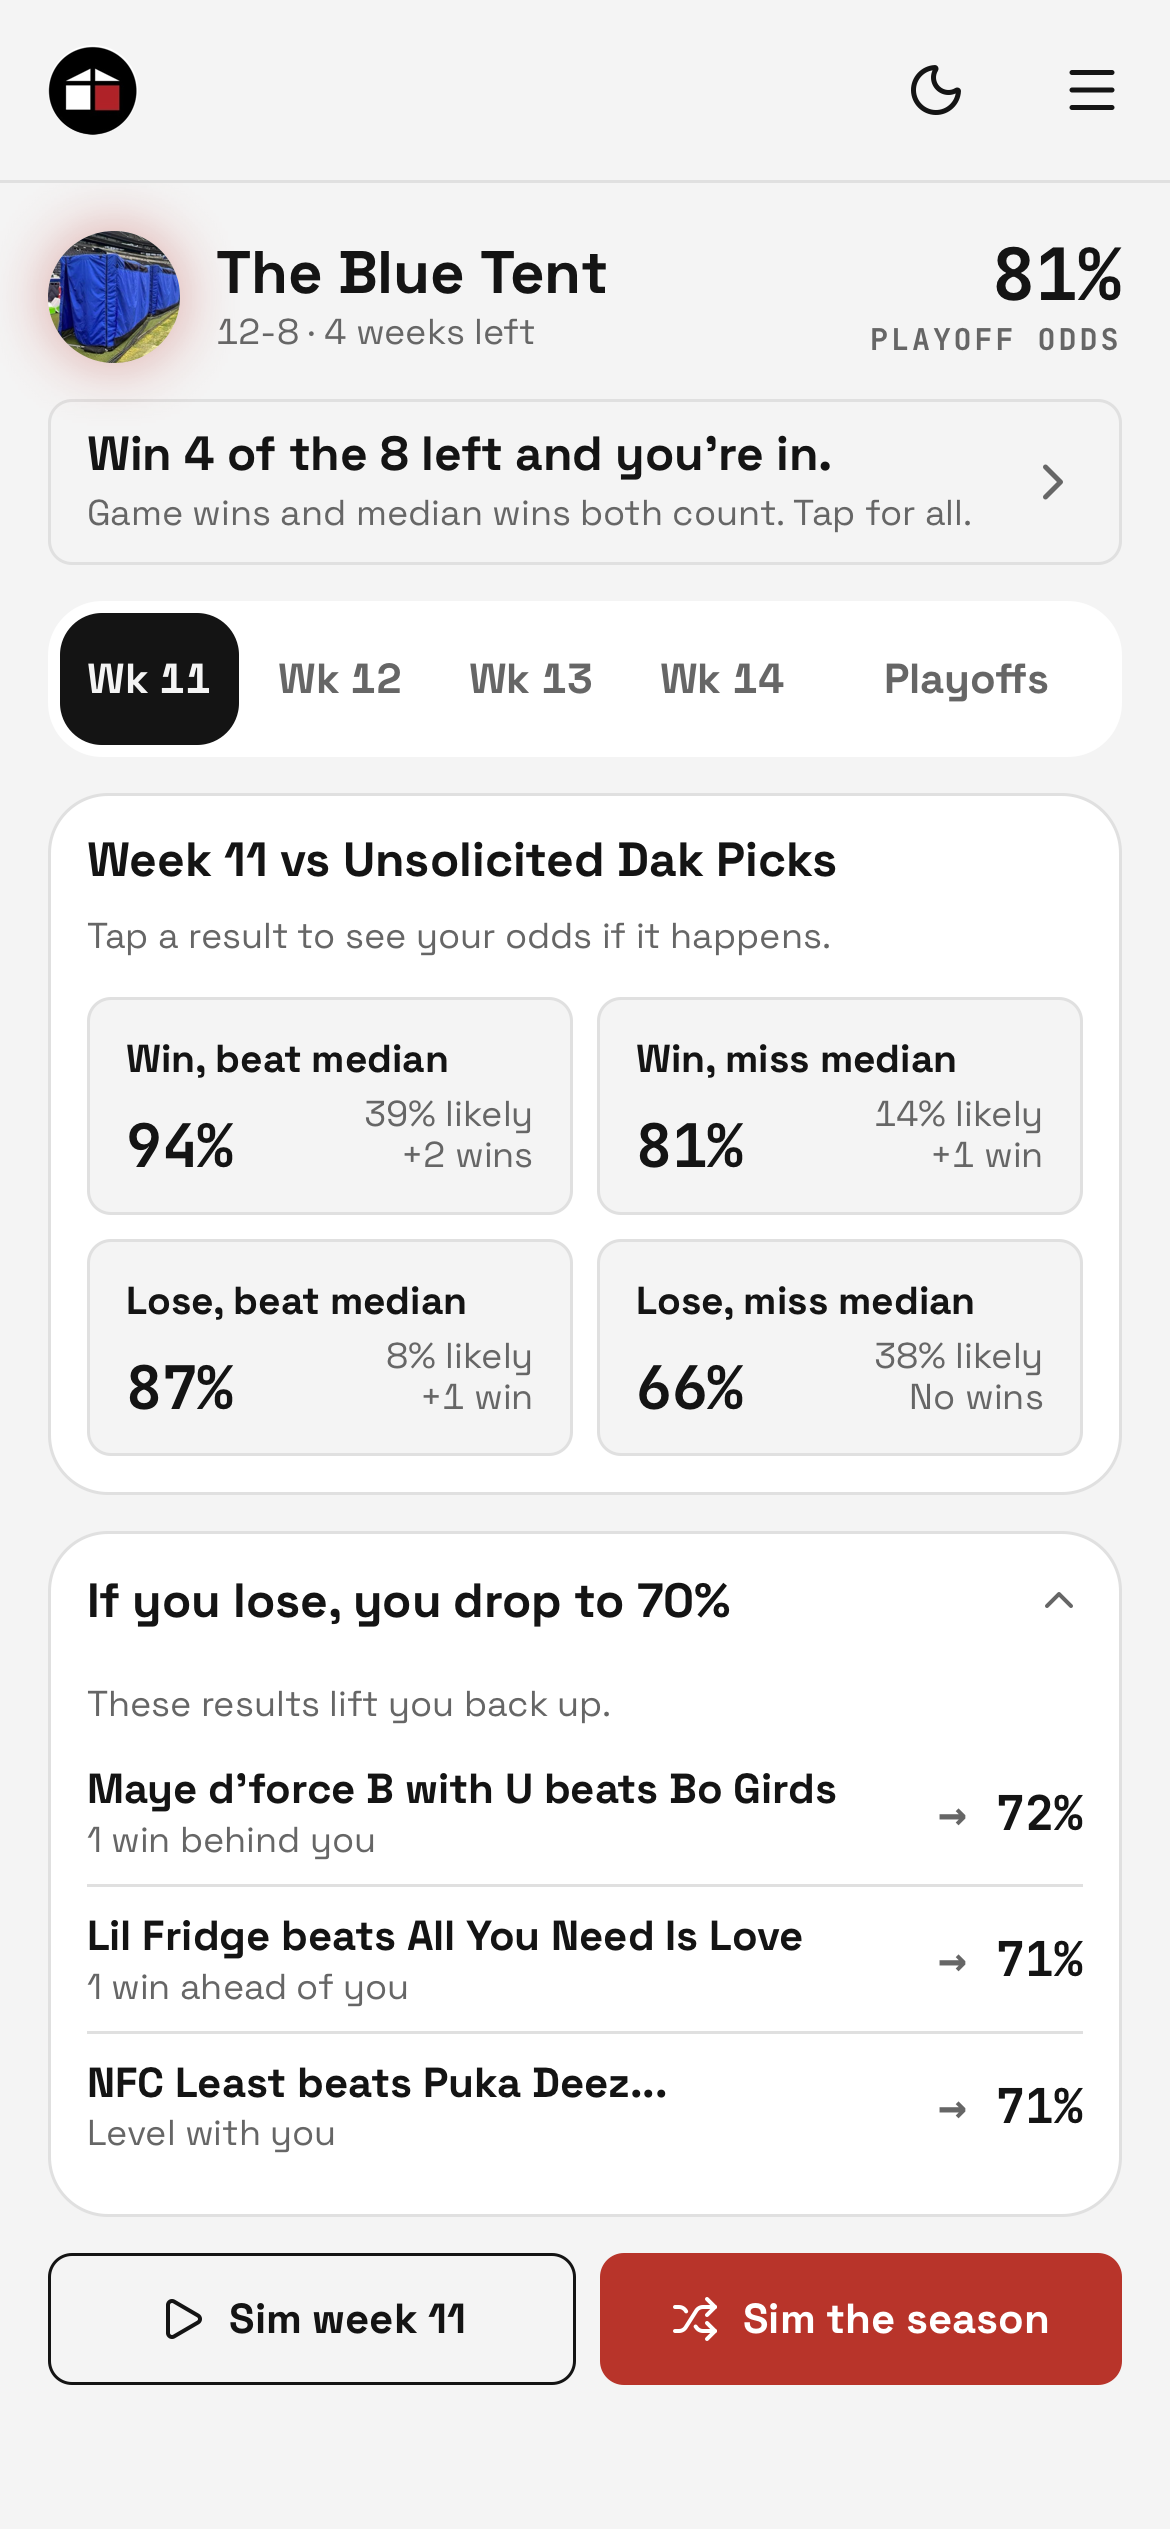 The Blue Tent
12-8 · 4 weeks left
81%
PLAYOFF ODDS
Win 4 of the 8 left and you’re in.
Game wins and median wins both count. Tap for all.
Wk 11 Wk 12 Wk 13 Wk 14 Playoffs
Week 11 vs Unsolicited Dak Picks
Tap a result to see your odds if it happens.
Win, beat median
94%
39% likely
+2 wins
Win, miss median
81%
14% likely
+1 win
Lose, beat median
87%
8% likely
+1 win
Lose, miss median
66%
38% likely
No wins
If you lose, you drop to 70%
These results lift you back up.
Maye d’force B with U beats Bo Girds
1 win behind you
→ 72%
Lil Fridge beats All You Need Is Love
1 win ahead of you
→ 71%
NFC Least beats Puka Deez...
Level with you
→ 71%
Sim week 11
Sim the season